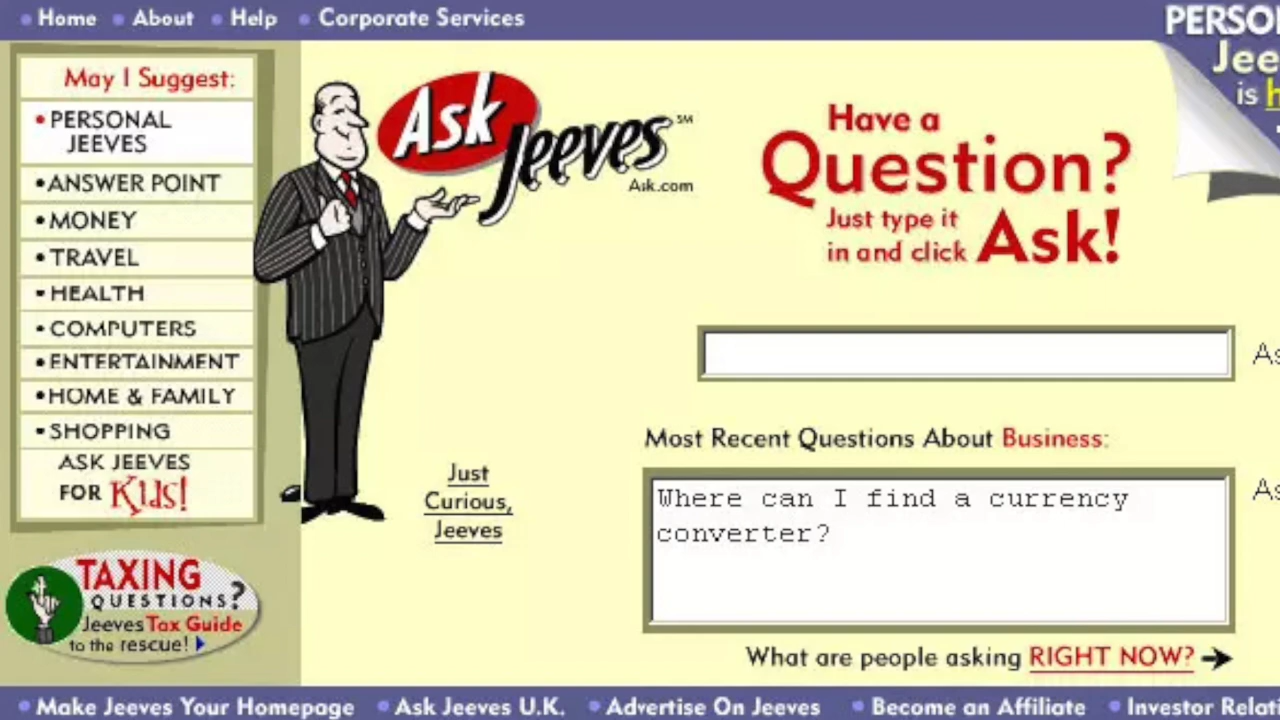 Home About Help Corporate Services
PERSO
Jee
is h
May I Suggest:
• PERSONAL
JEEVES
•ANSWER POINT
•MONEY
•TRAVEL
•HEALTH
•COMPUTERS
•ENTERTAINMENT
•HOME & FAMILY
•SHOPPING
ASK JEEVES
FOR Kids!
TAXING
QUESTIONS?
Jeeves Tax Guide
to the rescue!
Ask
Jeeves SM
Ask.com
Just
Curious,
Jeeves
Have a
Question?
Just type it
in and click Ask!
As
Most Recent Questions About Business:
Where can I find a currency
converter?
As
What are people asking RIGHT NOW?
Make Jeeves Your Homepage Ask Jeeves U.K. Advertise On Jeeves Become an Affiliate Investor Relati